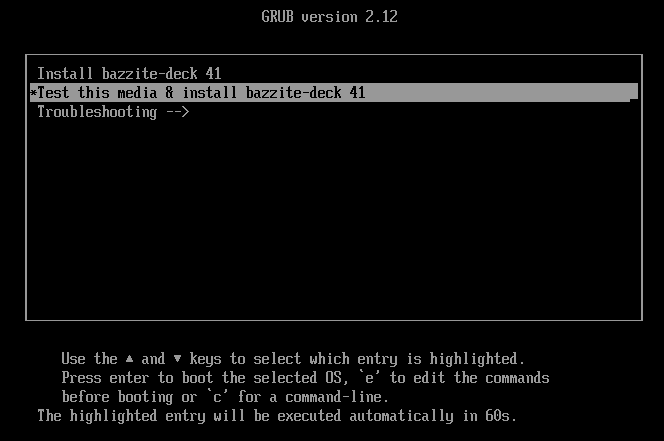 GRUB version 2.12
Install bazzite-deck 41
*Test this media & install bazzite-deck 41
Troubleshooting -->
Use the ▲ and ▼ keys to select which entry is highlighted.
Press enter to boot the selected OS, `e' to edit the commands
before booting or `c' for a command-line.
The highlighted entry will be executed automatically in 60s.